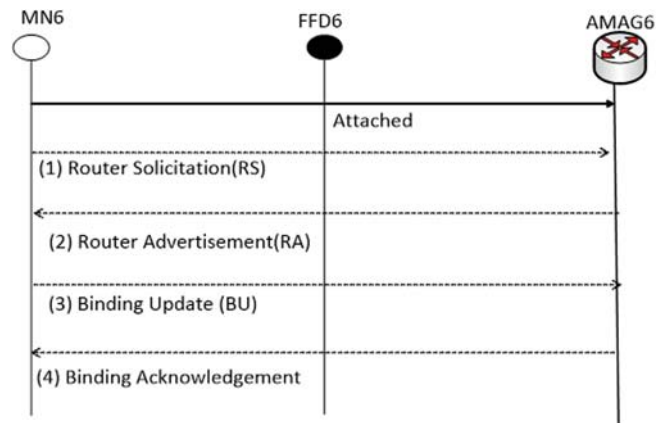 MN6
FFD6
AMAG6
Attached
(1) Router Solicitation(RS)
(2) Router Advertisement(RA)
(3) Binding Update (BU)
(4) Binding Acknowledgement